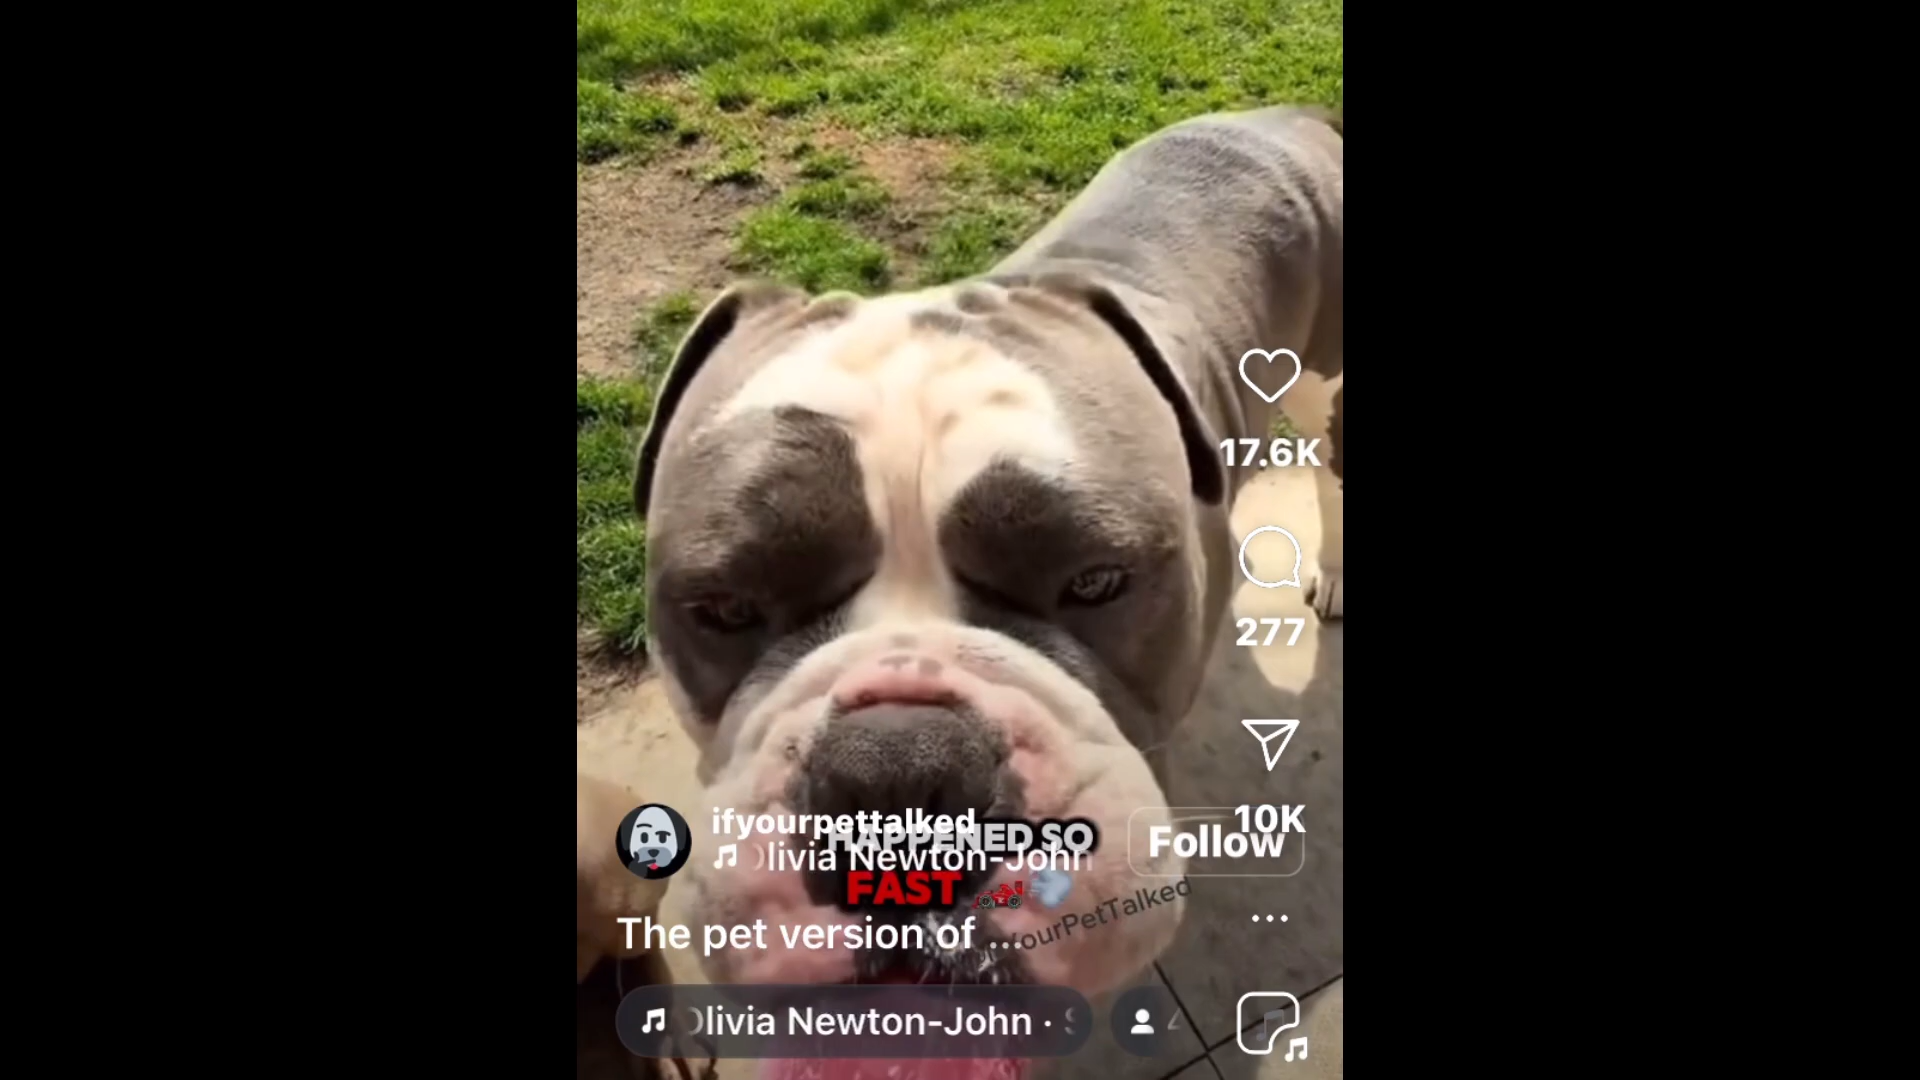 17.6K
277
10K
ifyourpettalked
HAPPENED SO
Follow
livia Newton-John
FAST
YourPetTalked
The pet version of ...
livia Newton-John ·